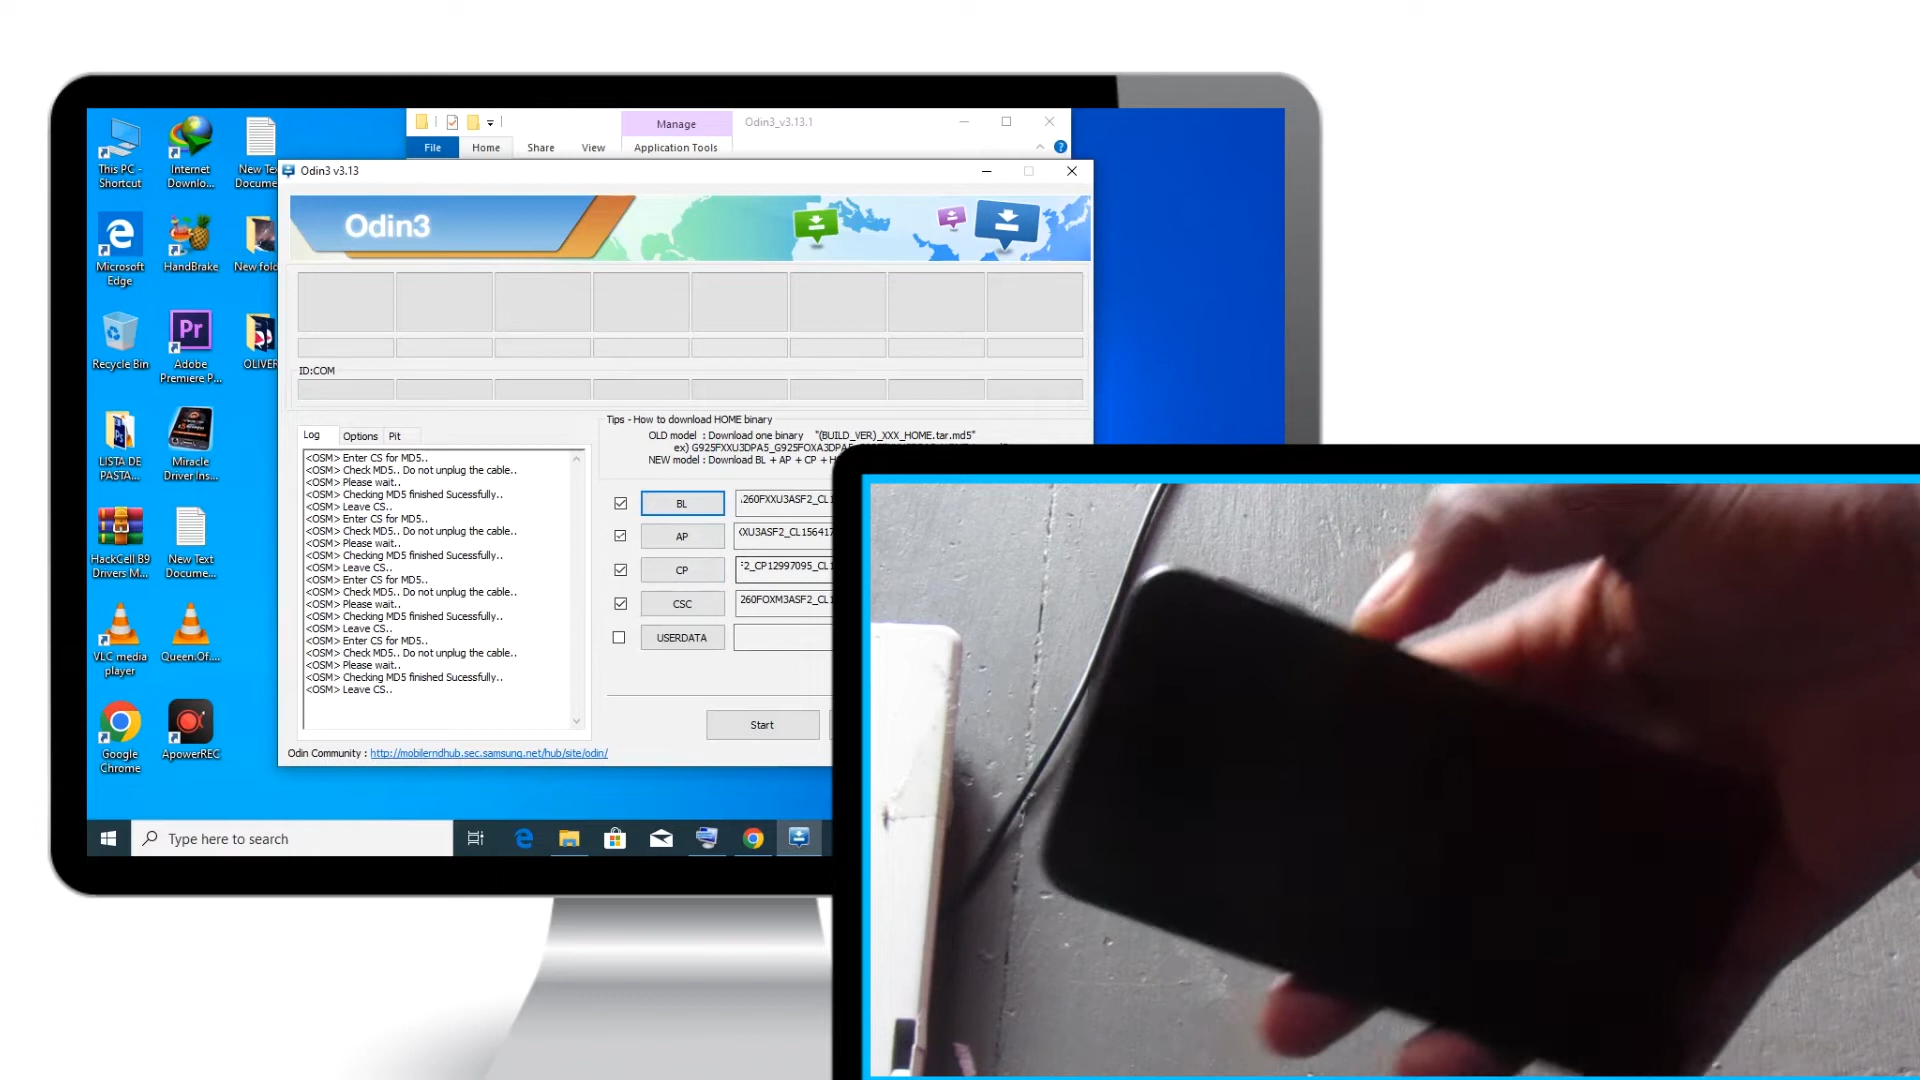 Manage
Odin3_v3.13.1
File
Home
Share
View
Application Tools
This PC -
Shortcut
Internet
Downlo...
New Te
Docume
Microsoft
Edge
HandBrake
New fol
Recycle Bin
Adobe
Premiere P...
OLIVER
LISTA DE
PASTA...
Miracle
Driver Ins...
HackCell B9
Drivers M...
New Text
Docume...
VLC media
player
Queen.Of....
Google
Chrome
ApowerREC
Odin3 v3.13
Odin3
ID:COM
Log
Options
Pit
<OSM> Enter CS for MD5..
<OSM> Check MD5.. Do not unplug the cable..
<OSM> Please wait..
<OSM> Checking MD5 finished Sucessfully..
<OSM> Leave CS..
<OSM> Enter CS for MD5..
<OSM> Check MD5.. Do not unplug the cable..
<OSM> Please wait..
<OSM> Checking MD5 finished Sucessfully..
<OSM> Leave CS..
<OSM> Enter CS for MD5..
<OSM> Check MD5.. Do not unplug the cable..
<OSM> Please wait..
<OSM> Checking MD5 finished Sucessfully..
<OSM> Leave CS..
<OSM> Enter CS for MD5..
<OSM> Check MD5.. Do not unplug the cable..
<OSM> Please wait..
<OSM> Checking MD5 finished Sucessfully..
<OSM> Leave CS..
Tips - How to download HOME binary
OLD model : Download one binary "(BUILD_VER)_XXX_HOME.tar.md5"
ex) G925FXXU3DPA5_G925FOXA3DPA5
NEW model : Download BL + AP + CP +
BL
260FXXU3ASF2_CL1
AP
XU3ASF2_CL156417
CP
F2_CP12997095_CL1
CSC
260FOXM3ASF2_CL1
USERDATA
Start
Odin Community : http://mobilerndhub.sec.samsung.net/hub/site/odin/
Type here to search